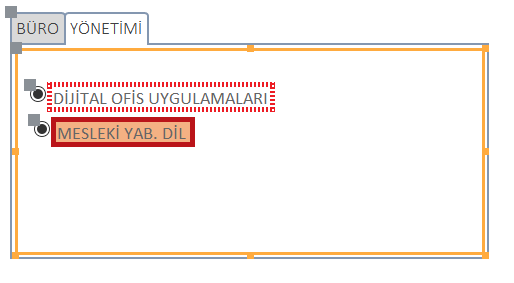 BÜRO YÖNETİMİ
DİJİTAL OFİS UYGULAMALARI
MESLEKİ YAB. DİL